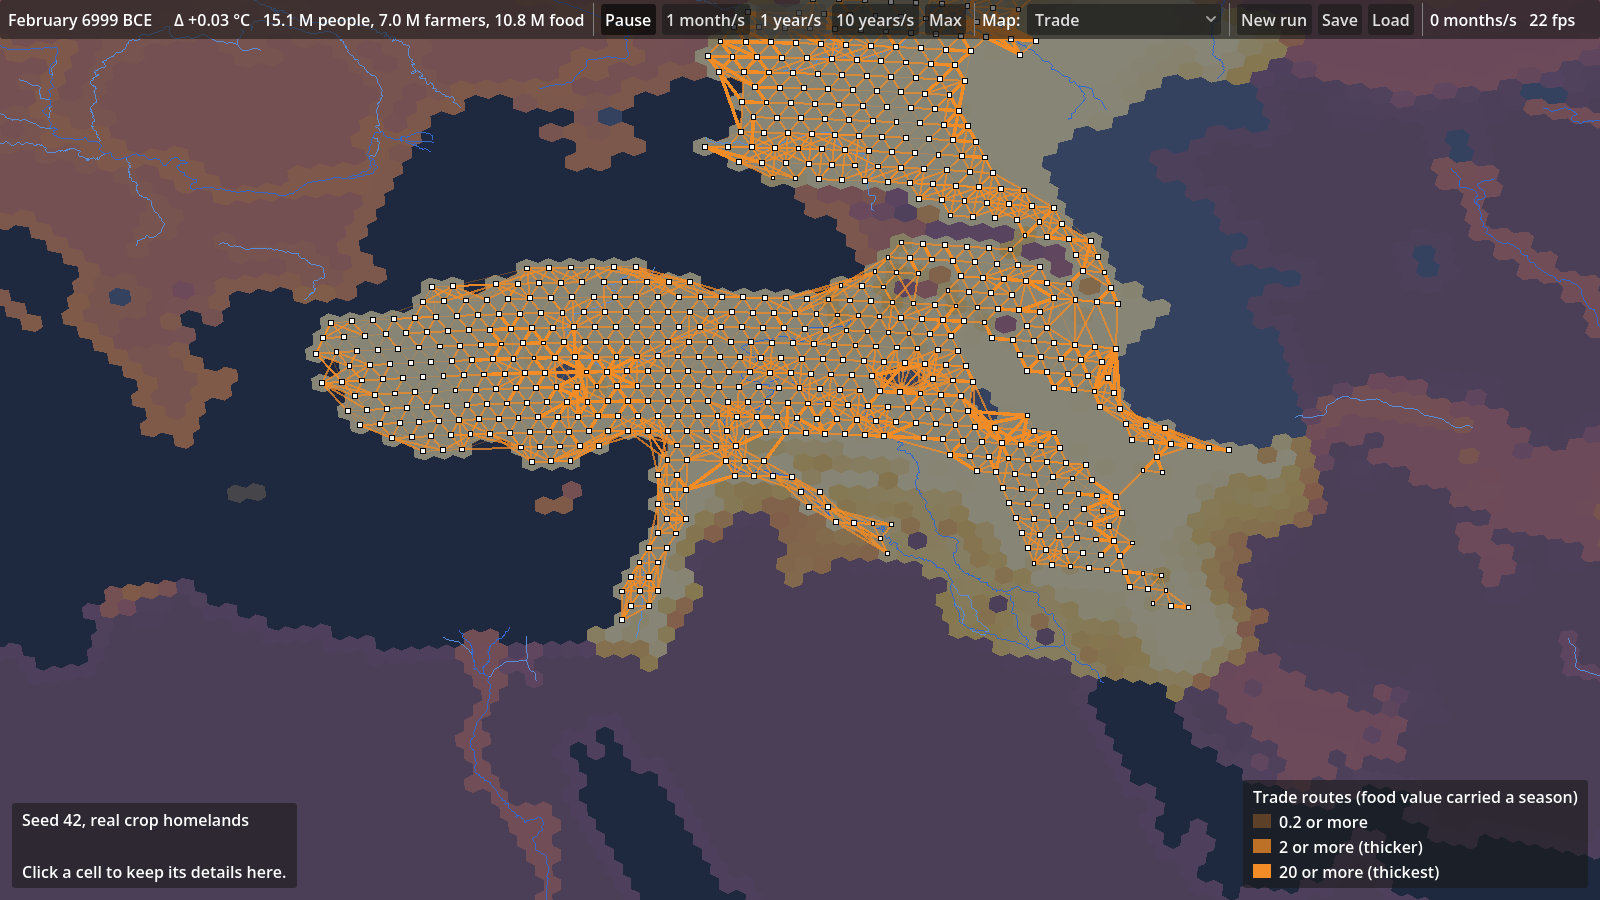 February 6999 BCE Δ +0.03 °C 15.1 M people, 7.0 M farmers, 10.8 M food Pause 1 month/s 1 year/s 10 years/s Max Map: Trade New run Save Load 0 months/s 22 fps
Seed 42, real crop homelands
Click a cell to keep its details here.
Trade routes (food value carried a season)
0.2 or more
2 or more (thicker)
20 or more (thickest)